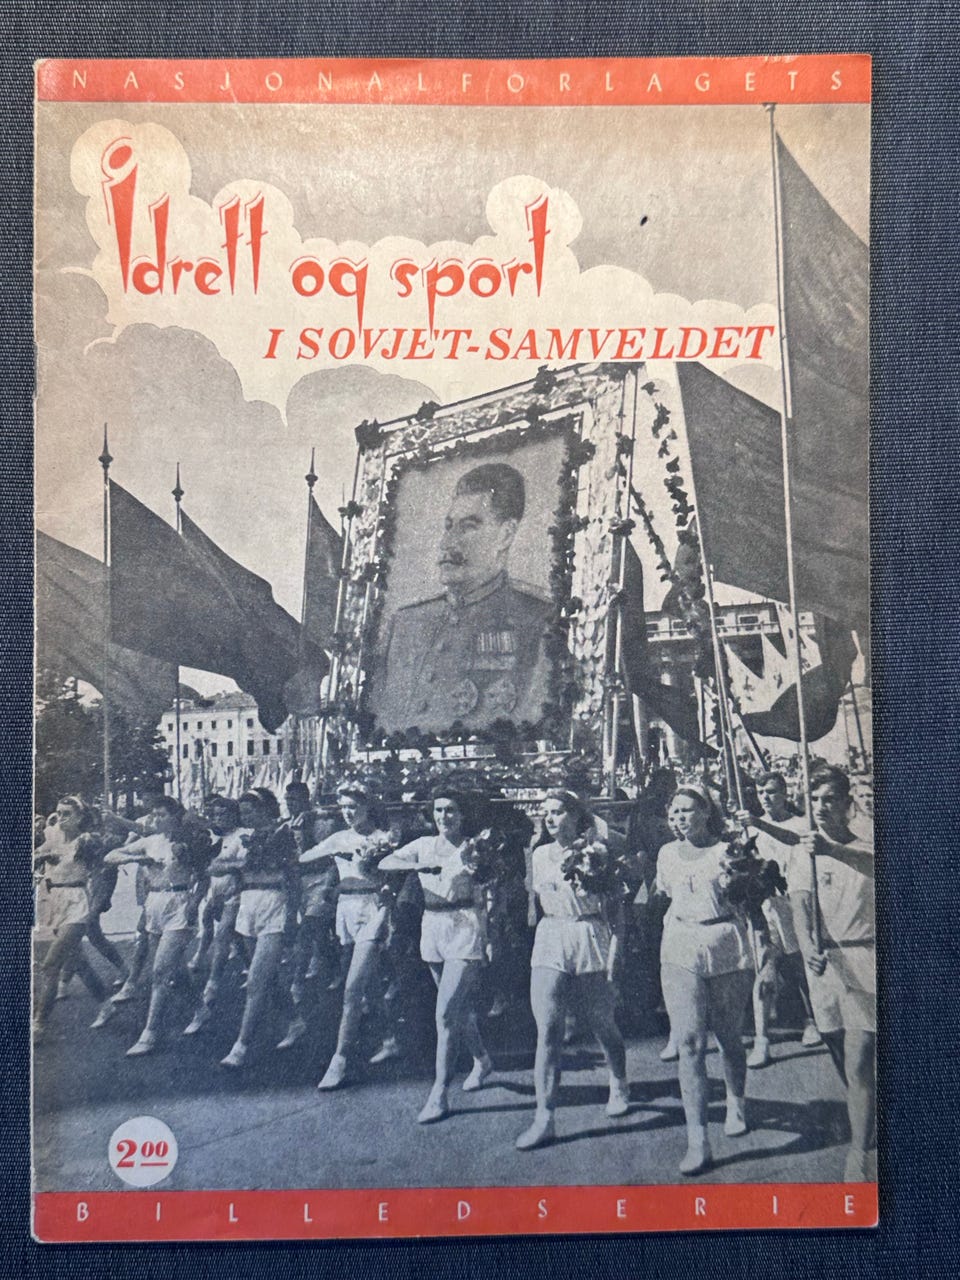 NASJONALFORLAGETS
Idrett og sport
I SOVJET-SAMVELDET
2.00
BILLEDSERIE